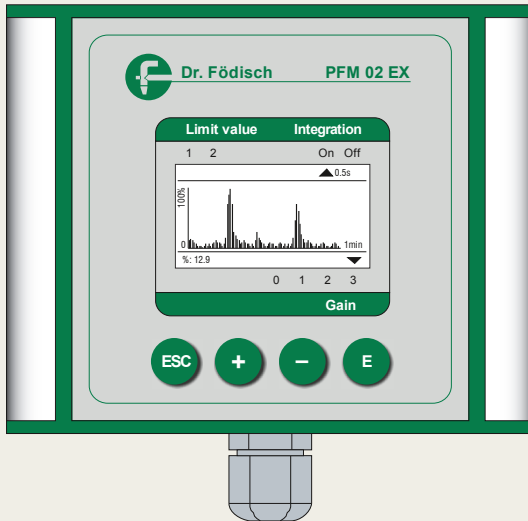 Dr. Födisch PFM 02 EX
Limit value Integration
1 2 On Off
0.5s
100%
0 1min
%: 12.9
0 1 2 3
Gain
ESC + − E